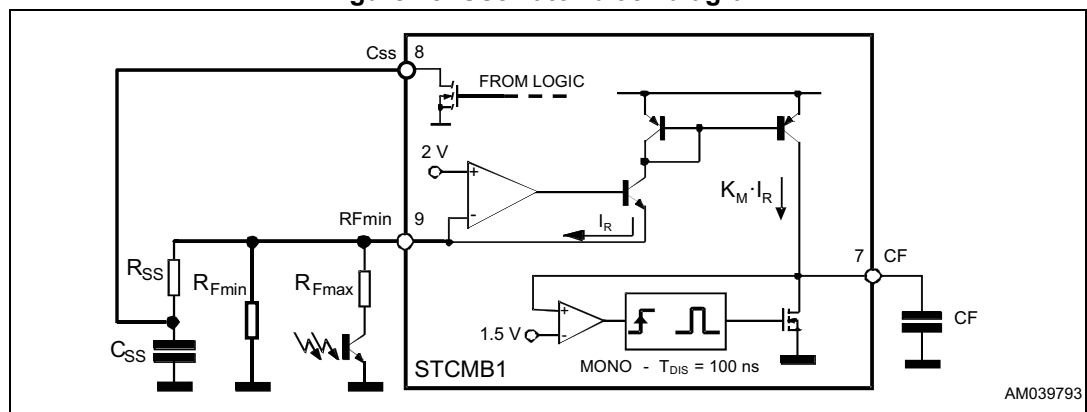 Css 8
FROM LOGIC
2 V
+
-
K_M·I_R
RFmin 9
I_R
7 CF
R_SS
R_Fmin
R_Fmax
+
-
1.5 V
CF
C_SS
STCMB1
MONO - T_DIS = 100 ns
AM039793